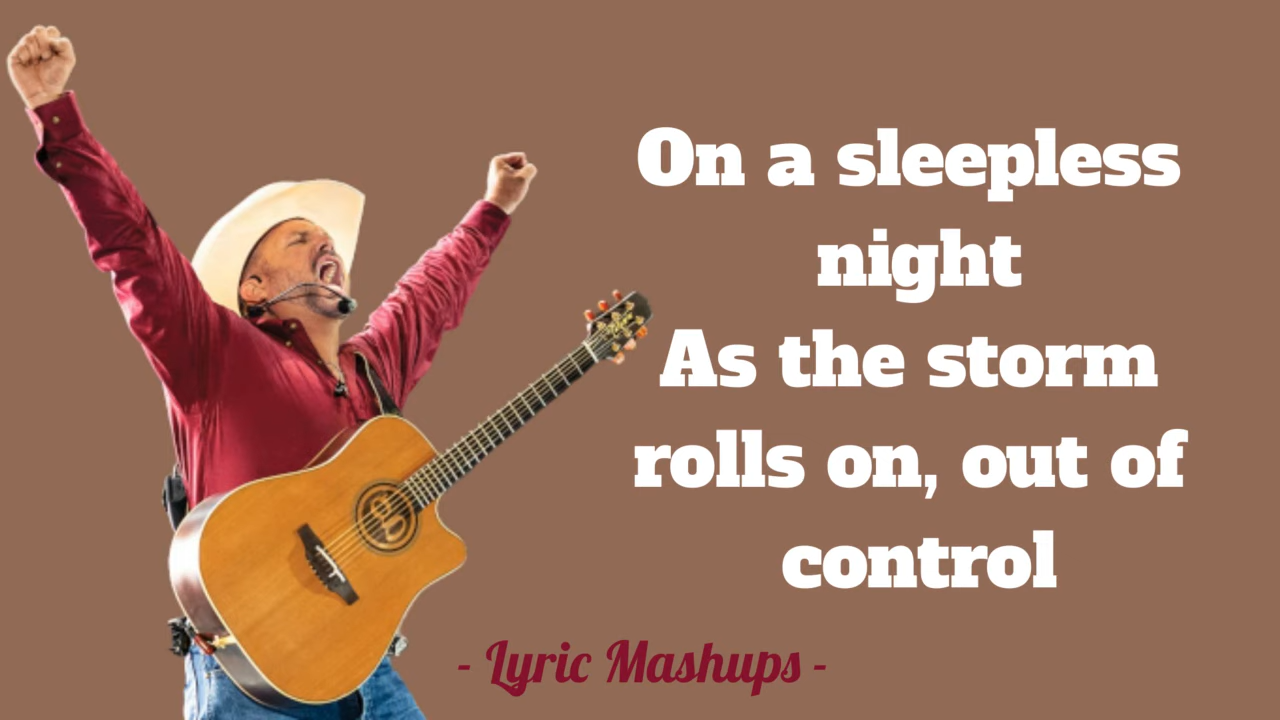 On a sleepless
night
As the storm
rolls on, out of
control
- Lyric Mashups -